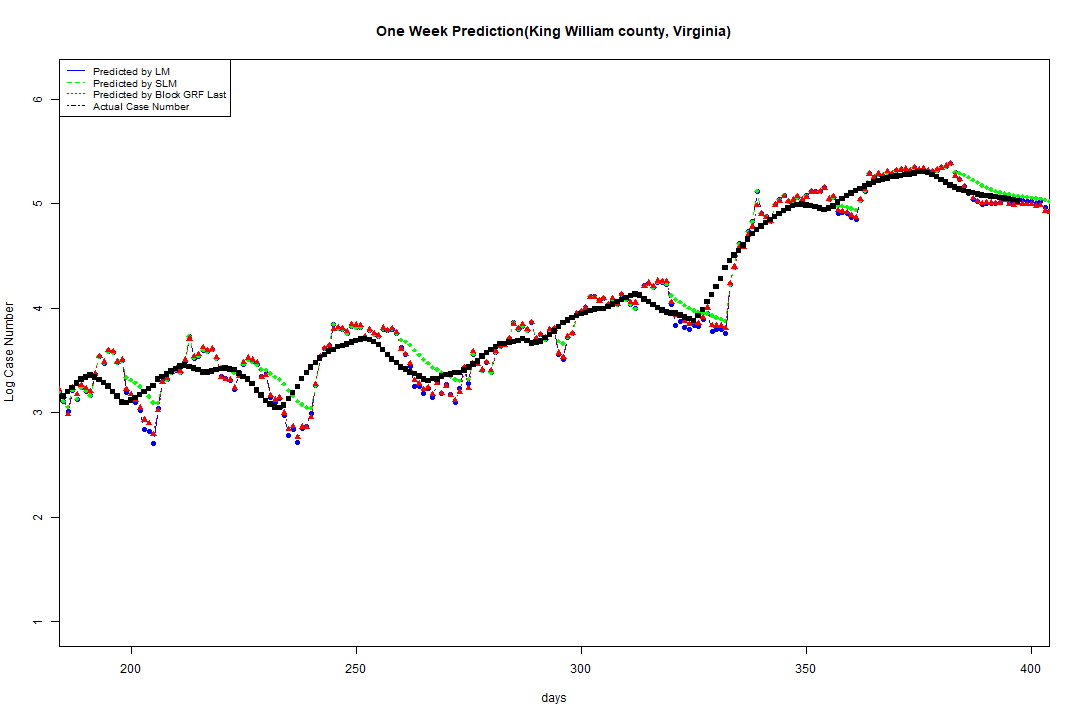 One Week Prediction(King William county, Virginia)
Predicted by LM
Predicted by SLM
Predicted by Block GRF Last
Actual Case Number
6
5
4
3
2
1
Log Case Number
200 250 300 350 400
days